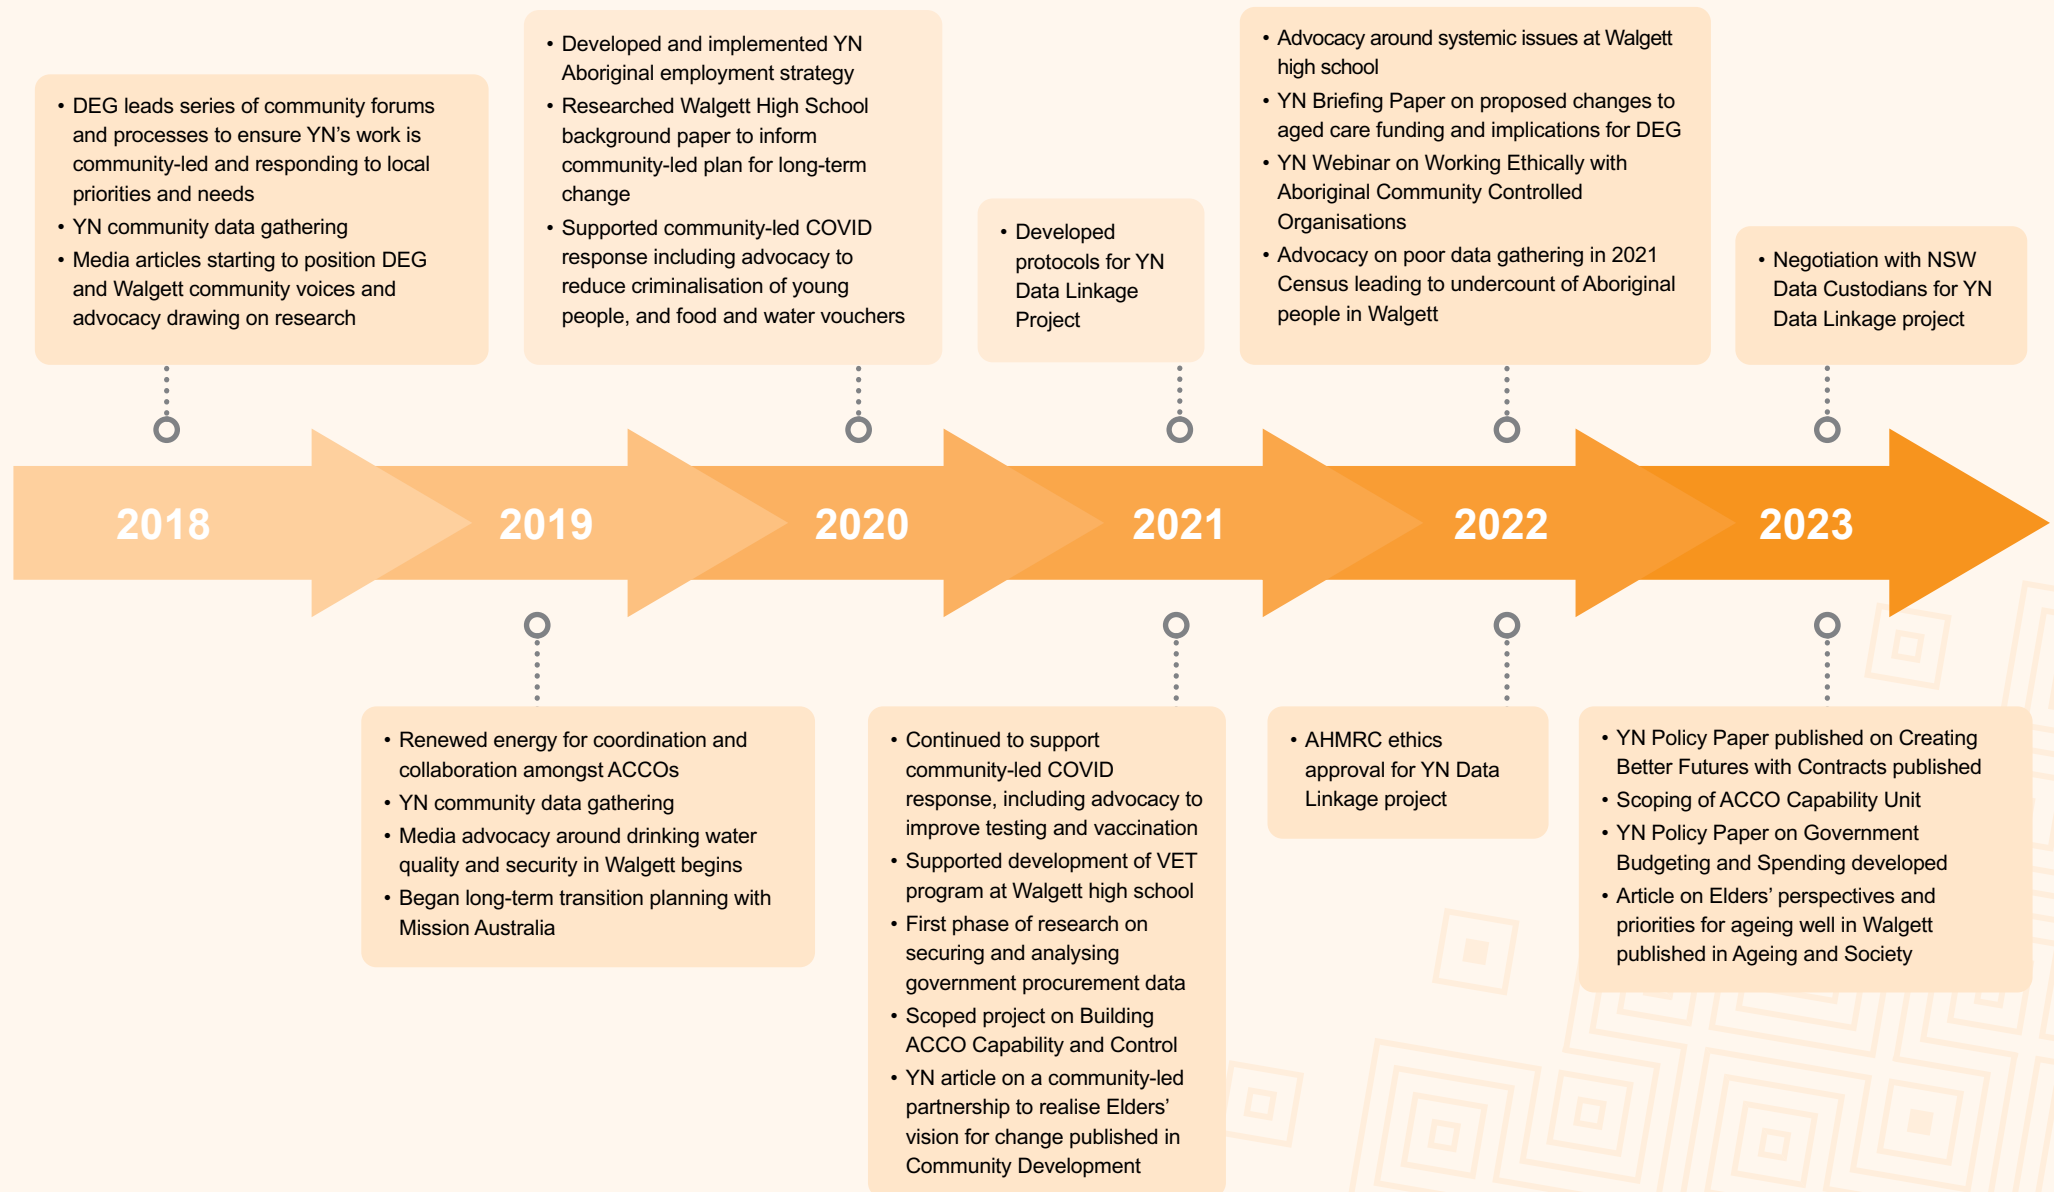 • DEG leads series of community forums
and processes to ensure YN's work is
community-led and responding to local
priorities and needs
• YN community data gathering
• Media articles starting to position DEG
and Walgett community voices and
advocacy drawing on research
• Developed and implemented YN
Aboriginal employment strategy
• Researched Walgett High School
background paper to inform
community-led plan for long-term
change
• Supported community-led COVID
response including advocacy to
reduce criminalisation of young
people, and food and water vouchers
• Developed
protocols for YN
Data Linkage
Project
• Advocacy around systemic issues at Walgett
high school
• YN Briefing Paper on proposed changes to
aged care funding and implications for DEG
• YN Webinar on Working Ethically with
Aboriginal Community Controlled
Organisations
• Advocacy on poor data gathering in 2021
Census leading to undercount of Aboriginal
people in Walgett
• Negotiation with NSW
Data Custodians for YN
Data Linkage project
2018
2019
2020
2021
2022
2023
• Renewed energy for coordination and
collaboration amongst ACCOs
• YN community data gathering
• Media advocacy around drinking water
quality and security in Walgett begins
• Began long-term transition planning with
Mission Australia
• Continued to support
community-led COVID
response, including advocacy to
improve testing and vaccination
• Supported development of VET
program at Walgett high school
• First phase of research on
securing and analysing
government procurement data
• Scoped project on Building
ACCO Capability and Control
• YN article on a community-led
partnership to realise Elders'
vision for change published in
Community Development
• AHMRC ethics
approval for YN Data
Linkage project
• YN Policy Paper published on Creating
Better Futures with Contracts published
• Scoping of ACCO Capability Unit
• YN Policy Paper on Government
Budgeting and Spending developed
• Article on Elders' perspectives and
priorities for ageing well in Walgett
published in Ageing and Society